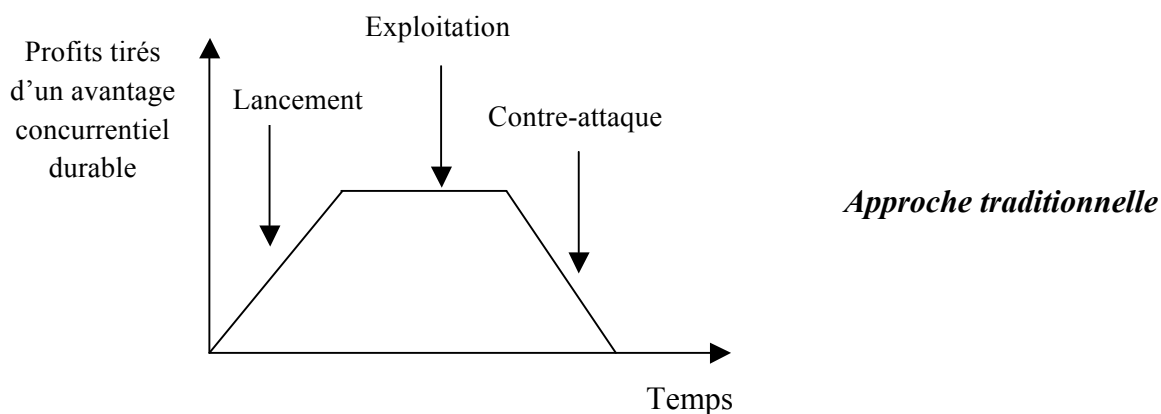 Exploitation
Profits tirés
d’un avantage
concurrentiel
durable
Lancement
Contre-attaque
Approche traditionnelle
Temps